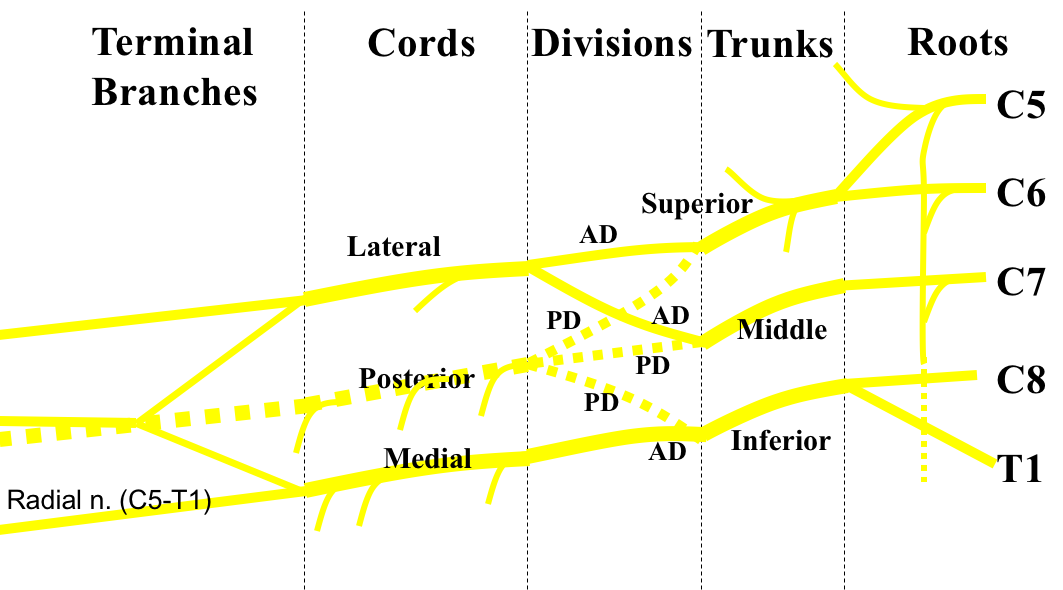 Terminal
Branches
Cords
Divisions
Trunks
Roots
C5
C6
C7
C8
T1
Superior
Middle
Inferior
AD
AD
AD
PD
PD
PD
Lateral
Posterior
Medial
Radial n. (C5-T1)